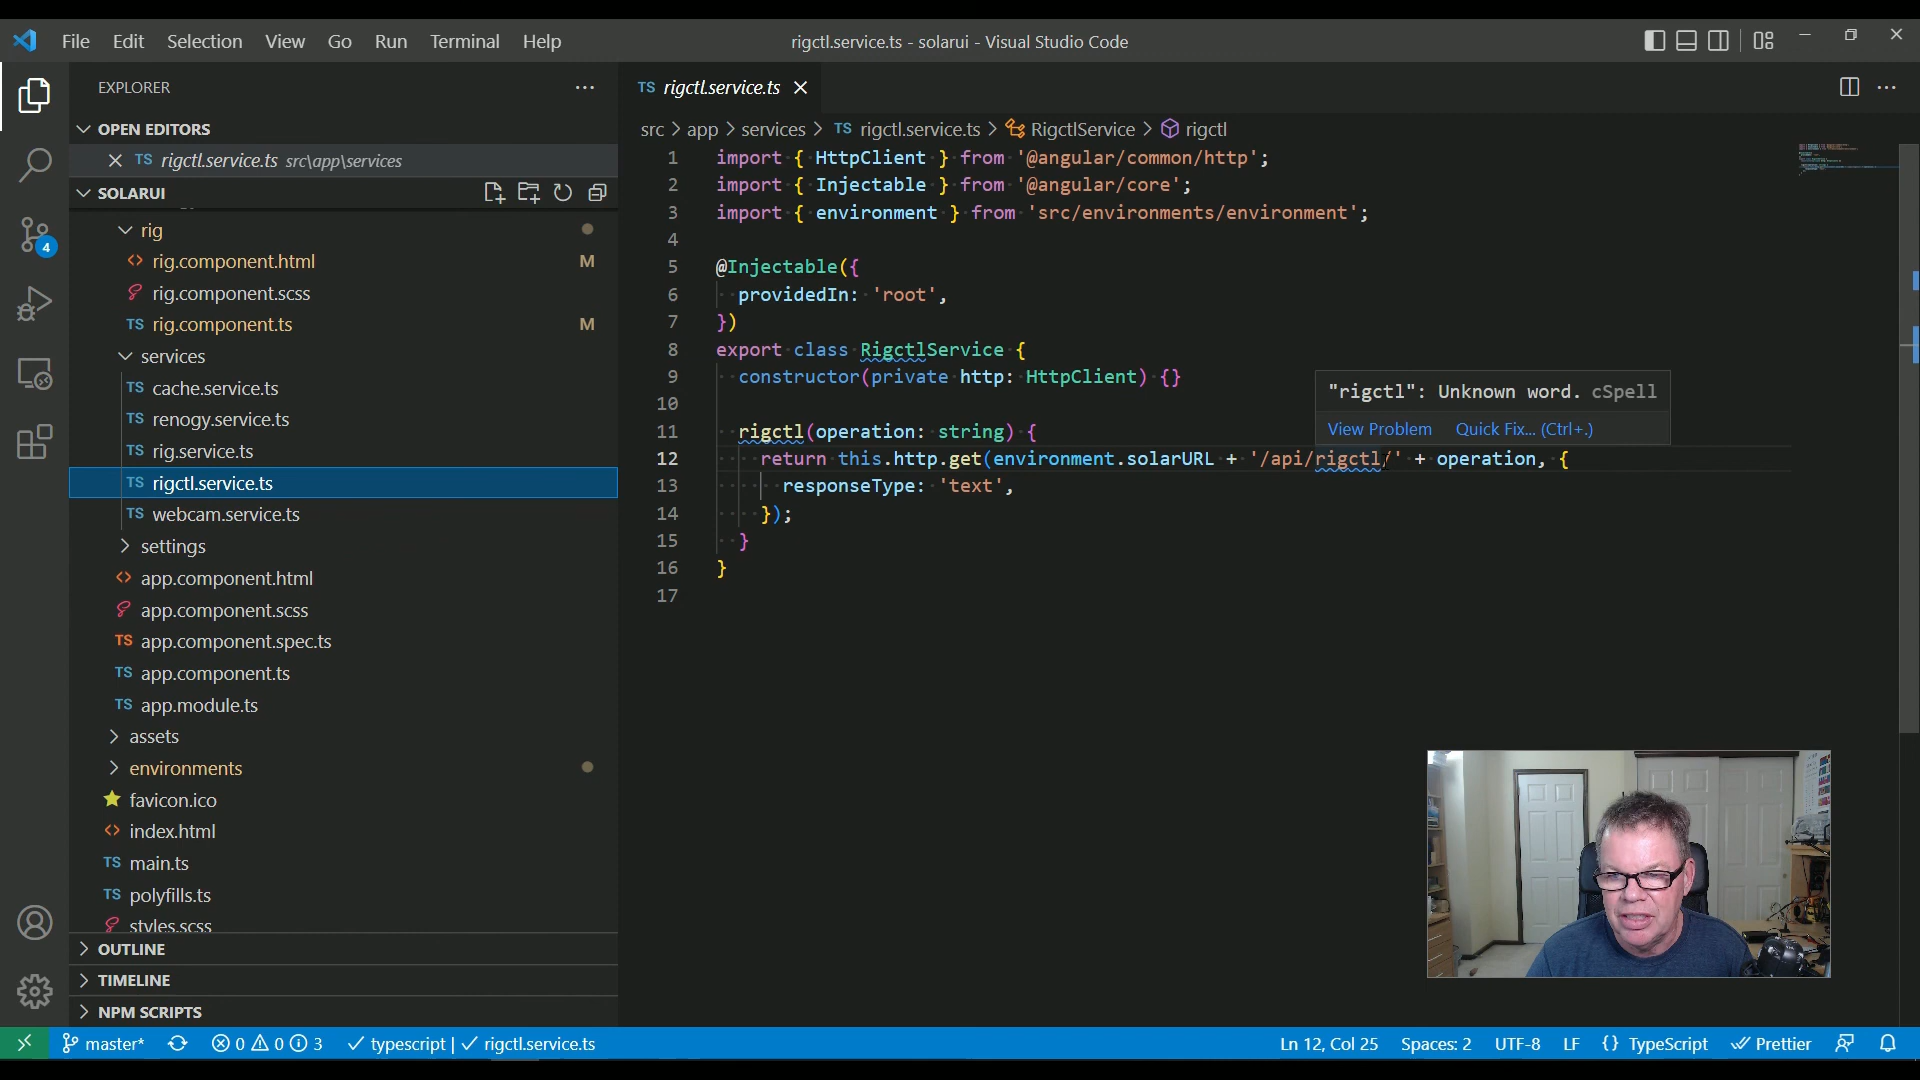 File Edit Selection View Go Run Terminal Help
rigctl.service.ts - solarui - Visual Studio Code
EXPLORER
OPEN EDITORS
TS rigctl.service.ts src\app\services
SOLARUI
rig
rig.component.html M
rig.component.scss
TS rig.component.ts M
services
TS cache.service.ts
TS renogy.service.ts
TS rig.service.ts
TS rigctl.service.ts
TS webcam.service.ts
settings
app.component.html
app.component.scss
TS app.component.spec.ts
TS app.component.ts
TS app.module.ts
assets
environments
favicon.ico
index.html
TS main.ts
TS polyfills.ts
styles.scss
OUTLINE
TIMELINE
NPM SCRIPTS
4
TS rigctl.service.ts
src > app > services > TS rigctl.service.ts > RigctlService > rigctl
1 import { HttpClient } from '@angular/common/http';
2 import { Injectable } from '@angular/core';
3 import { environment } from 'src/environments/environment';
4
5 @Injectable({
6 providedIn: 'root',
7 })
8 export class RigctlService {
9 constructor(private http: HttpClient) {}
10
11 rigctl(operation: string) {
12 return this.http.get(environment.solarURL + '/api/rigctl/' + operation, {
13 responseType: 'text',
14 });
15 }
16 }
17
"rigctl": Unknown word. cSpell
View Problem Quick Fix... (Ctrl+.)
master* 0 0 3 typescript | rigctl.service.ts Ln 12, Col 25 Spaces: 2 UTF-8 LF {} TypeScript Prettier